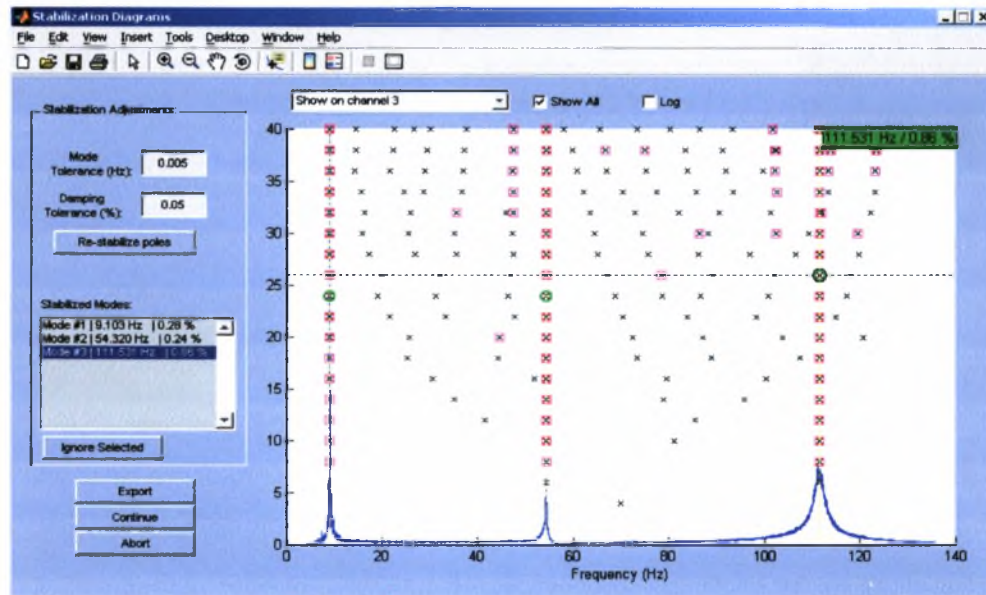 Stabilization Diagrams
File Edit View Insert Tools Desktop Window Help
Show on channel 3
Show All
Log
Stabilization Adjustments
Mode Tolerance (Hz):
0.005
Damping Tolerance (%):
0.05
Re-stabilize poles
Stabilized Modes:
Mode #1 | 9.103 Hz | 0.28 %
Mode #2 | 54.320 Hz | 0.24 %
Mode #3 | 111.531 Hz | 0.86 %
Ignore Selected
Export
Continue
Abort
111.531 Hz / 0.86 %
40
35
30
25
20
15
10
5
0
0 20 40 60 80 100 120 140
Frequency (Hz)